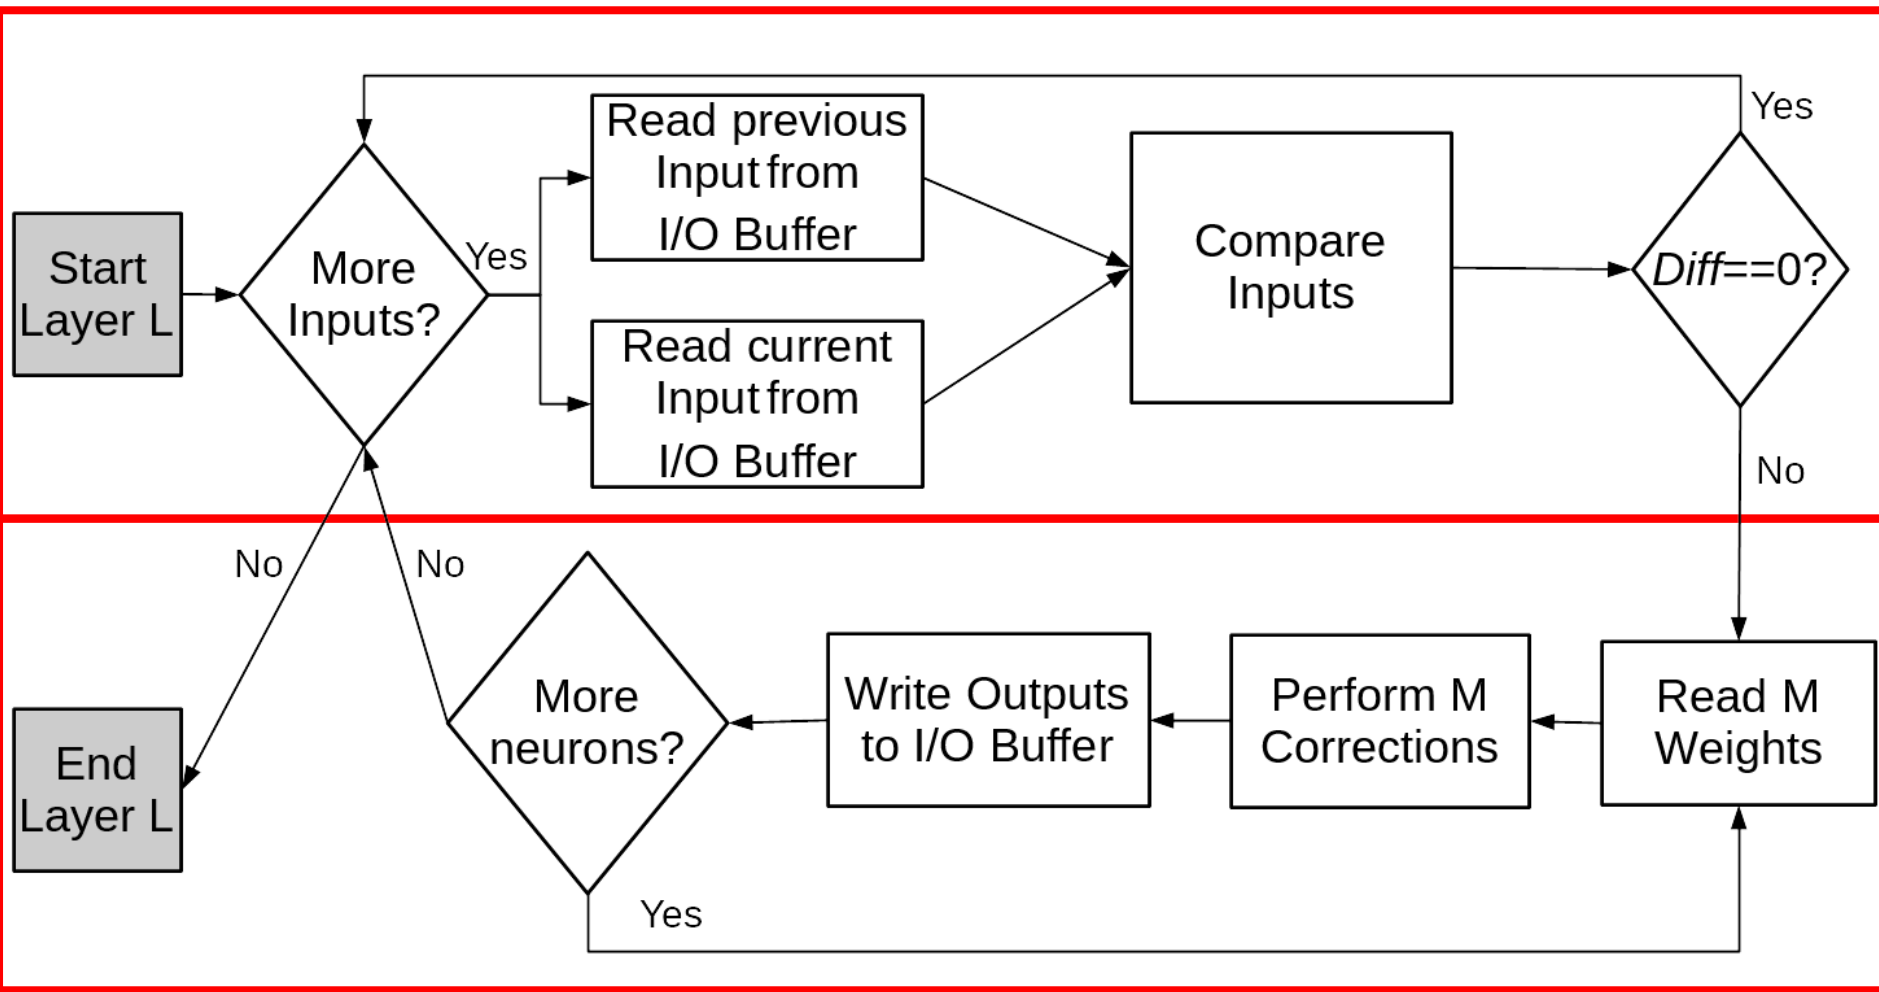 Start
Layer L
More
Inputs?
Yes
Read previous
Input from
I/O Buffer
Read current
Input from
I/O Buffer
Compare
Inputs
Diff==0?
Yes
No
Read M
Weights
Perform M
Corrections
Write Outputs
to I/O Buffer
More
neurons?
Yes
No
No
End
Layer L